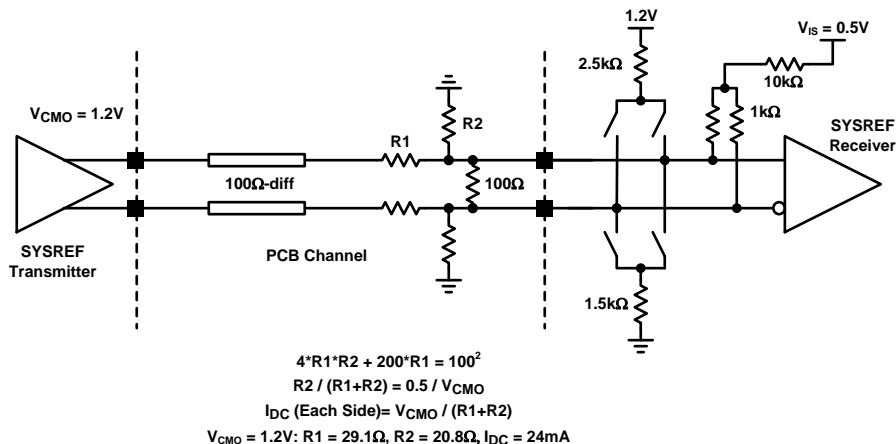 1.2V
V_IS = 0.5V
2.5kΩ
10kΩ
V_CMO = 1.2V
R2
1kΩ
SYSREF
Receiver
R1
100Ω-diff
100Ω
SYSREF
Transmitter
PCB Channel
1.5kΩ
4*R1*R2 + 200*R1 = 100²
R2 / (R1+R2) = 0.5 / V_CMO
I_DC (Each Side)= V_CMO / (R1+R2)
V_CMO = 1.2V: R1 = 29.1Ω, R2 = 20.8Ω, I_DC = 24mA